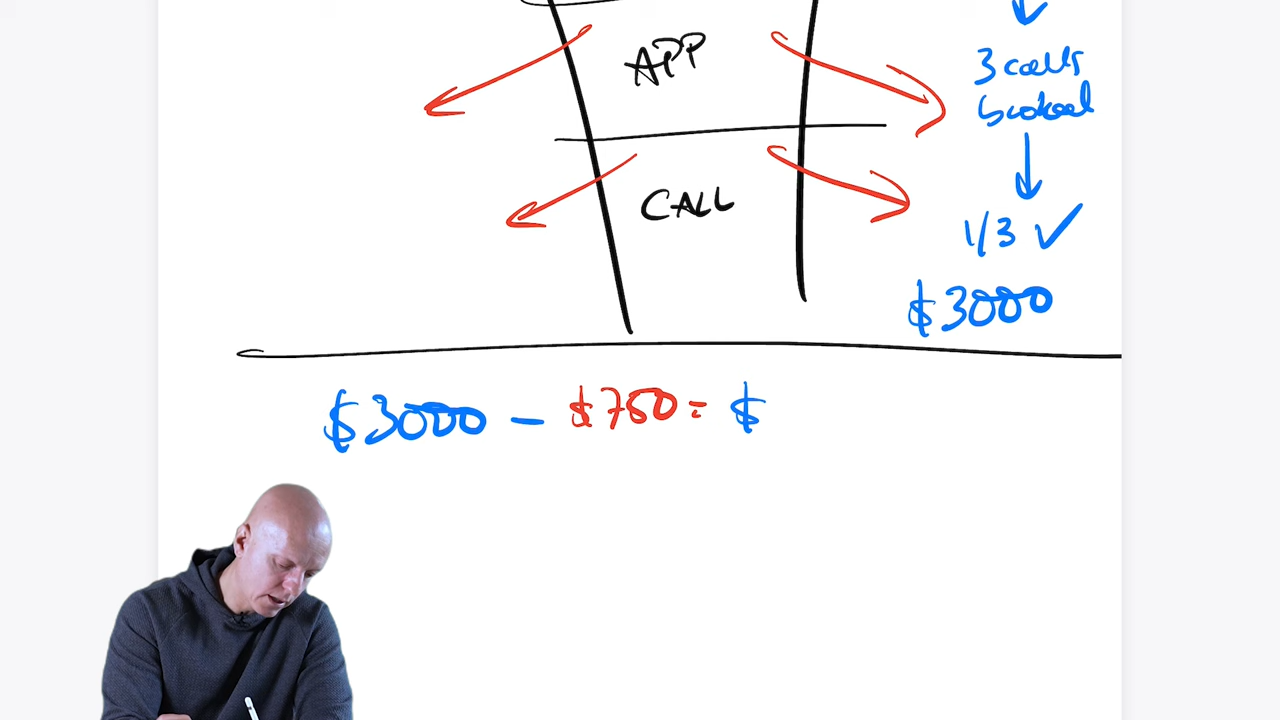 APP
3 calls
booked
CALL
1/3 ✓
$3000
$3000 - $750 = $